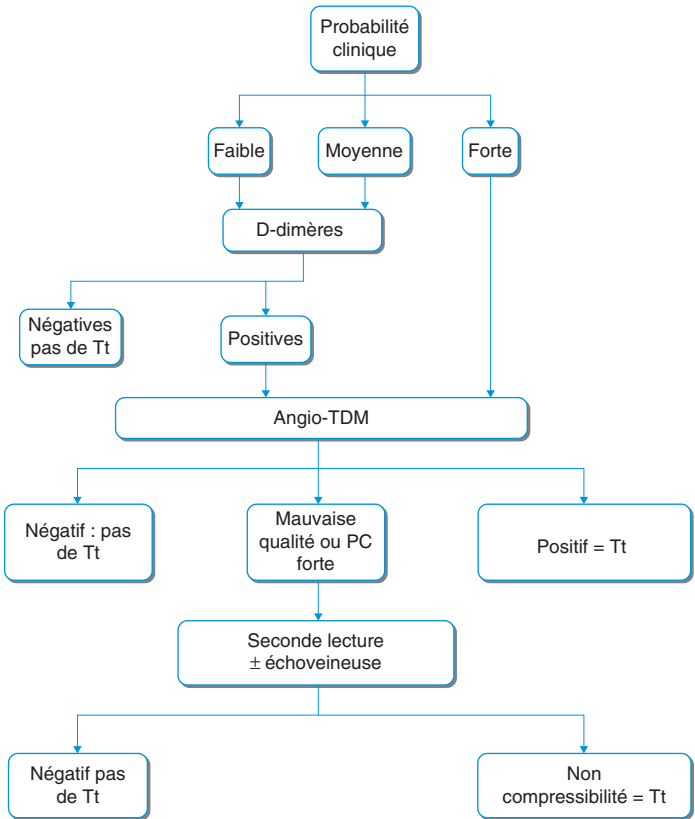 Probabilité
clinique
Faible
Moyenne
Forte
D-dimères
Négatives
pas de Tt
Positives
Angio-TDM
Négatif : pas
de Tt
Mauvaise
qualité ou PC
forte
Positif = Tt
Seconde lecture
± échoveineuse
Négatif pas
de Tt
Non
compressibilité = Tt